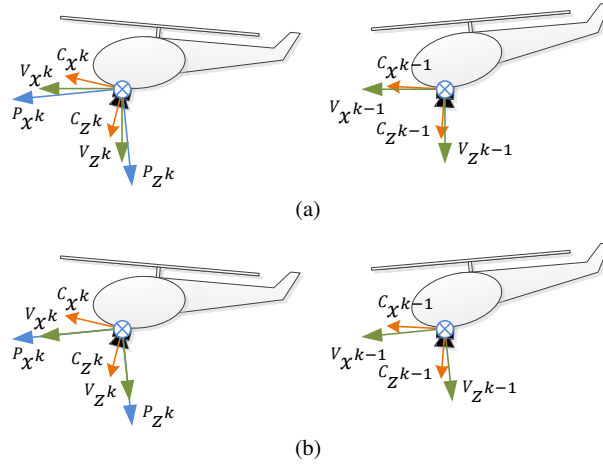 C x k
V x k
P x k
C z k
V z k
P z k
C x k−1
V x k−1
C z k−1
V z k−1
(a)
C x k
V x k
P x k
C z k
V z k
P z k
C x k−1
V x k−1
C z k−1
V z k−1
(b)